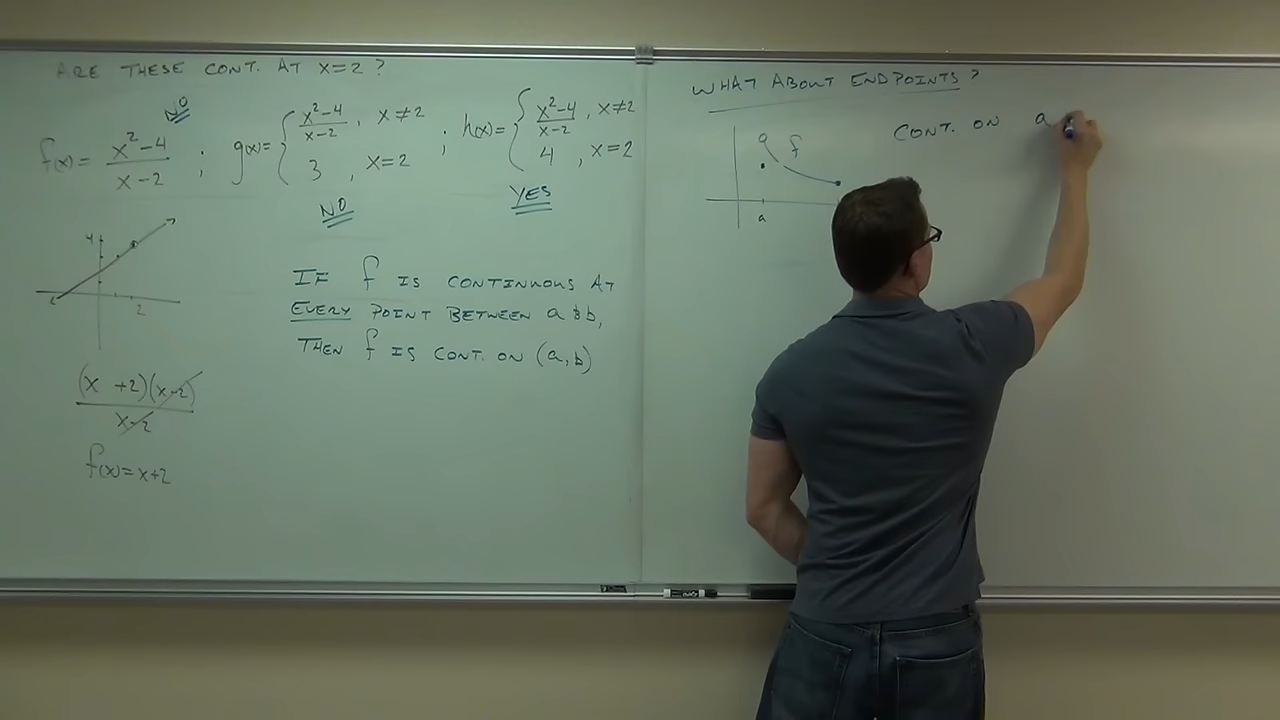 ARE THESE CONT. AT x=2?
NO
f(x) = x²-4 / x-2 ; g(x) = { x²-4 / x-2 , x≠2 ; h(x) = { x²-4 / x-2 , x≠2
3 , x=2
4 , x=2
NO
YES
4
2
IF f IS CONTINUOUS AT
EVERY POINT BETWEEN a & b,
THEN f IS CONT. ON (a,b)
(x +2)(x-2)
x-2
f(x)=x+2
WHAT ABOUT ENDPOINTS?
f
a
CONT. ON a